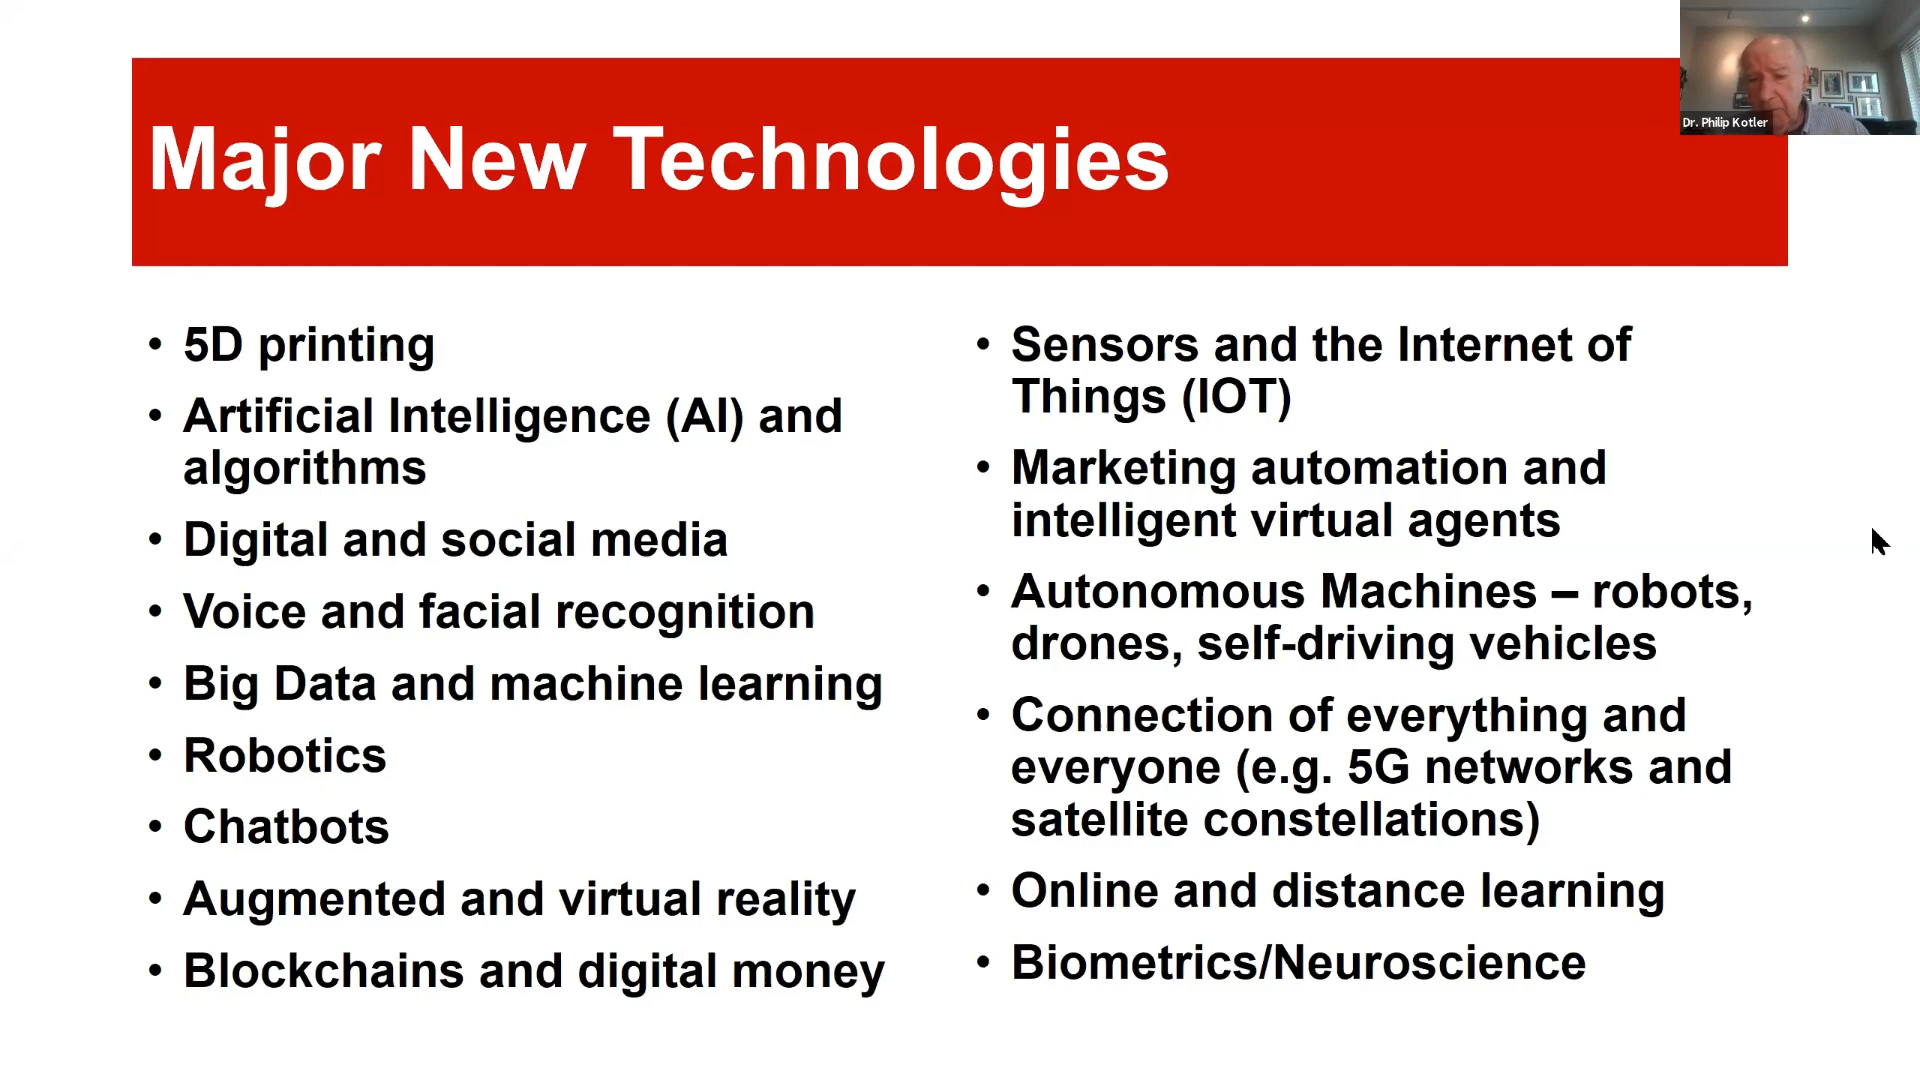 Major New Technologies
Dr. Philip Kotler
• 5D printing
• Artificial Intelligence (AI) and
algorithms
• Digital and social media
• Voice and facial recognition
• Big Data and machine learning
• Robotics
• Chatbots
• Augmented and virtual reality
• Blockchains and digital money
• Sensors and the Internet of
Things (IOT)
• Marketing automation and
intelligent virtual agents
• Autonomous Machines – robots,
drones, self-driving vehicles
• Connection of everything and
everyone (e.g. 5G networks and
satellite constellations)
• Online and distance learning
• Biometrics/Neuroscience